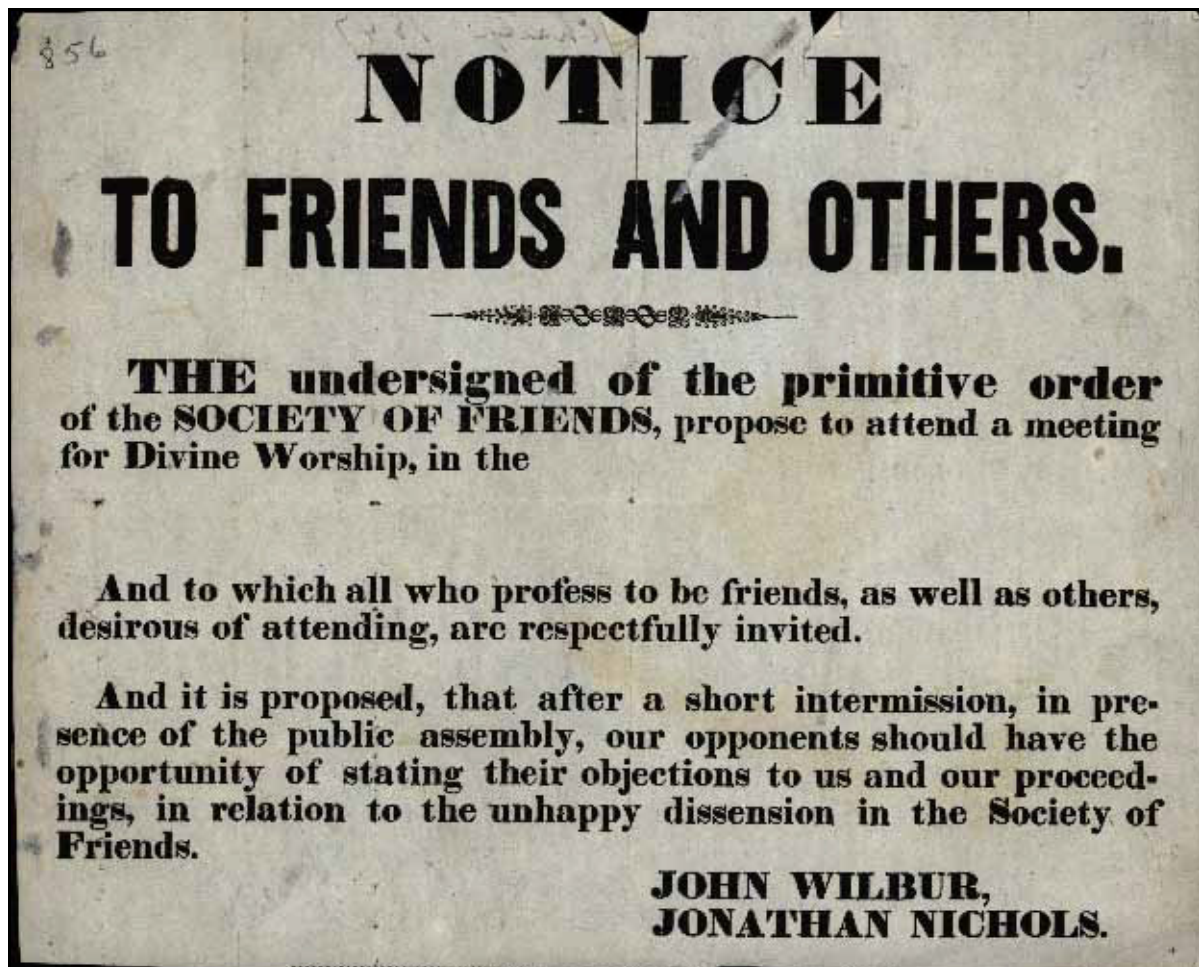 856
NOTICE
TO FRIENDS AND OTHERS.
THE undersigned of the primitive order
of the SOCIETY OF FRIENDS, propose to attend a meeting
for Divine Worship, in the
And to which all who profess to be friends, as well as others,
desirous of attending, are respectfully invited.
And it is proposed, that after a short intermission, in pre-
sence of the public assembly, our opponents should have the
opportunity of stating their objections to us and our proceed-
ings, in relation to the unhappy dissension in the Society of
Friends.
JOHN WILBUR,
JONATHAN NICHOLS.